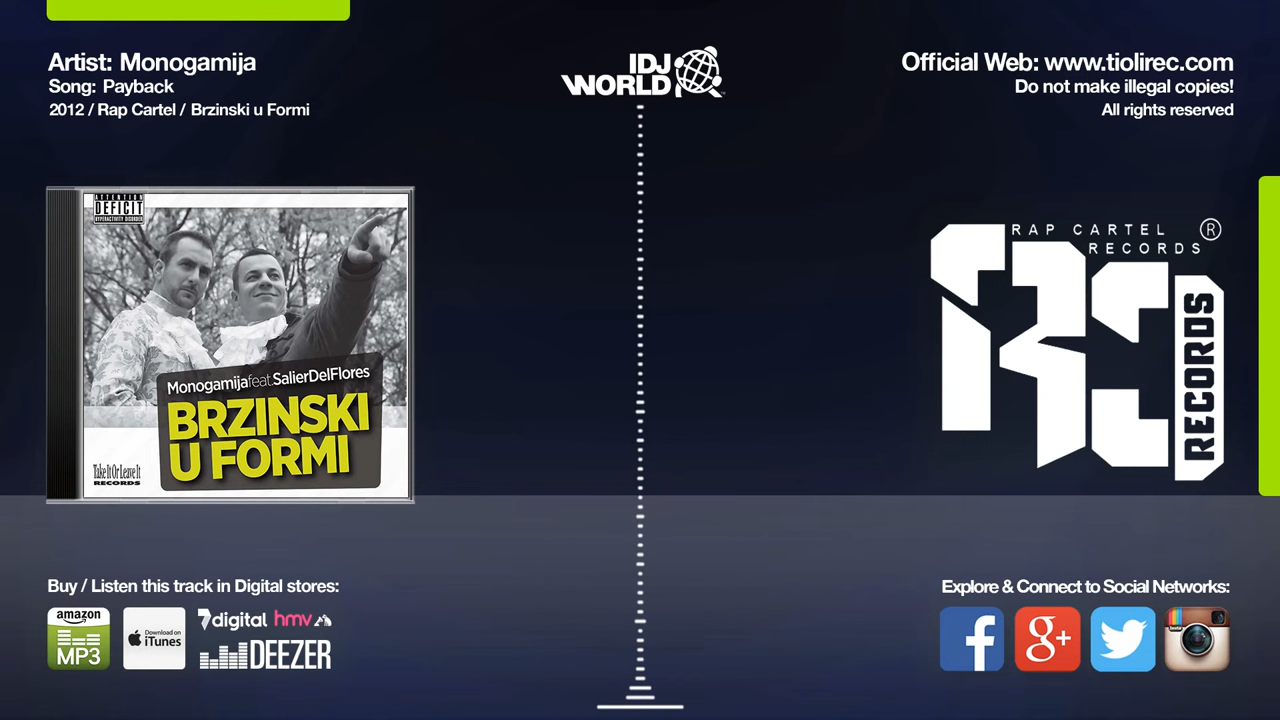 Artist: Monogamija
Song: Payback
2012 / Rap Cartel / Brzinski u Formi
IDJ
WORLD
Official Web: www.tiolirec.com
Do not make illegal copies!
All rights reserved
ATTENTION
DEFICIT
HYPERACTIVITY DISORDER
Monogamija feat. SalierDelFlores
BRZINSKI
U FORMI
Take It Or Leave It
RECORDS
RAP CARTEL ®
RECORDS
RECORDS
Buy / Listen this track in Digital stores:
amazon
MP3
Download on
iTunes
7digital
hmv
DEEZER
Explore & Connect to Social Networks:
f
g+